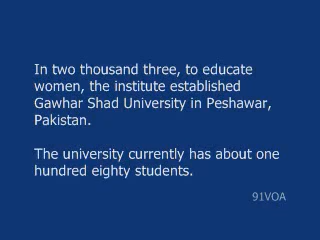 In two thousand three, to educate
women, the institute established
Gawhar Shad University in Peshawar,
Pakistan.
The university currently has about one
hundred eighty students.
91VOA